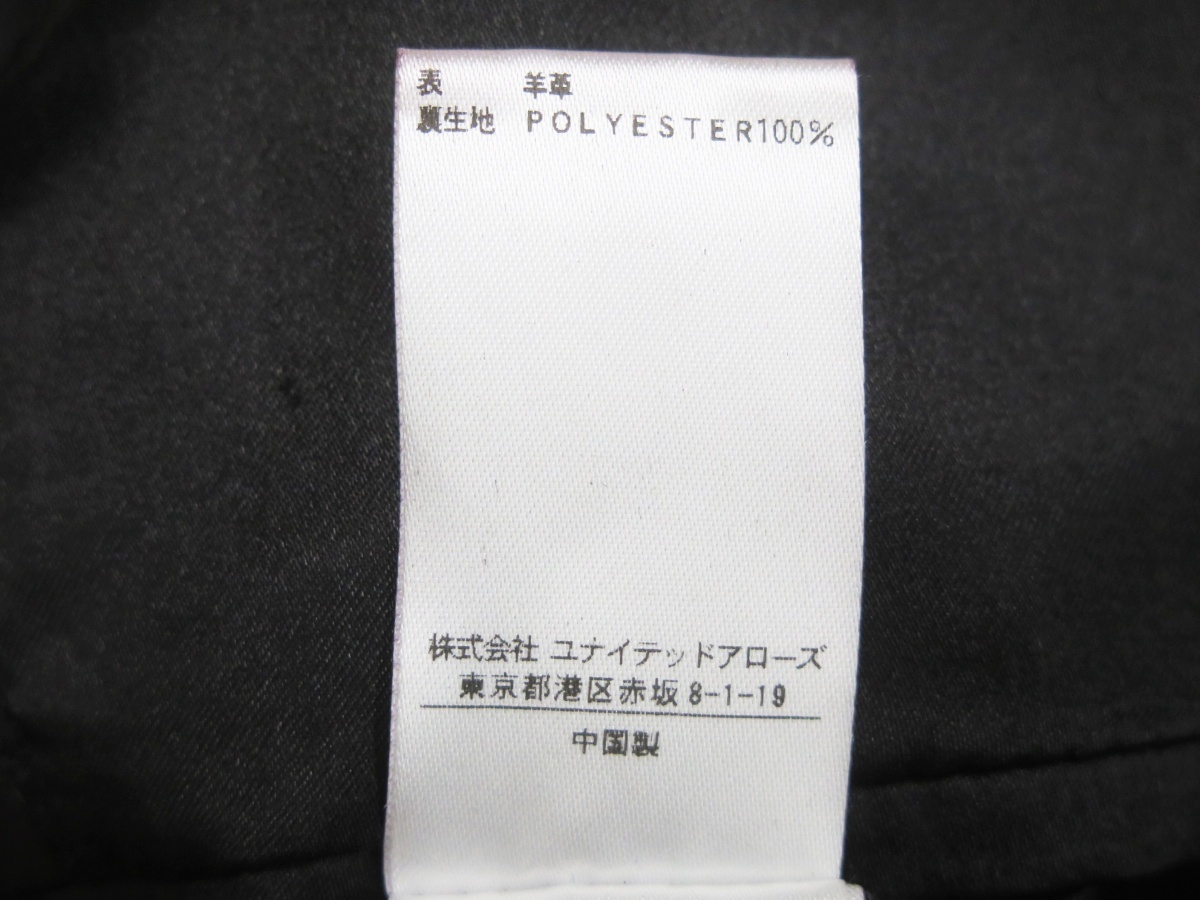 表 羊革
裏生地 POLYESTER100%
株式会社 ユナイテッドアローズ
東京都港区赤坂8-1-19
中国製